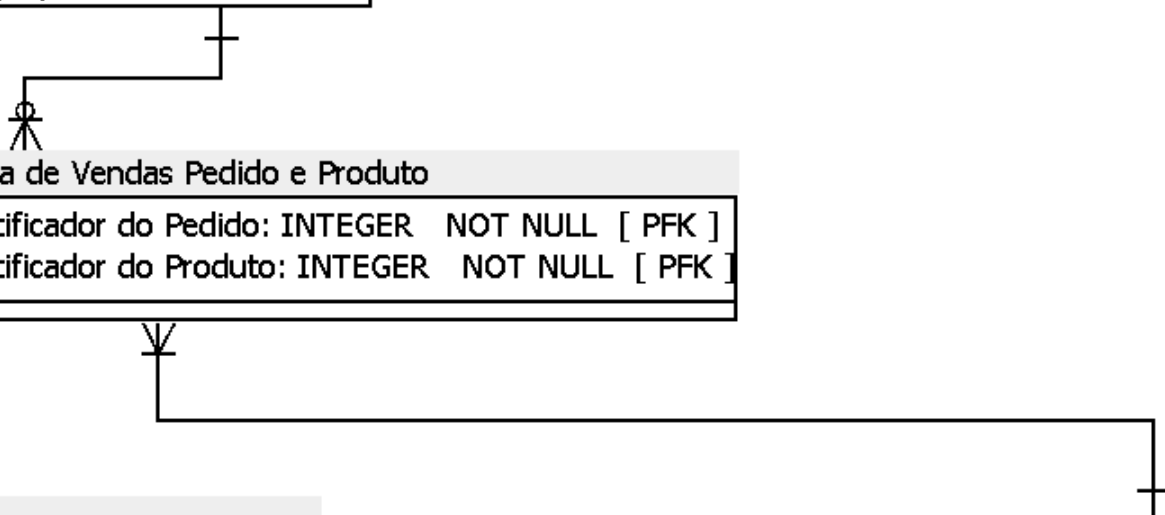 a de Vendas Pedido e Produto
tificador do Pedido: INTEGER NOT NULL [ PFK ]
tificador do Produto: INTEGER NOT NULL [ PFK ]